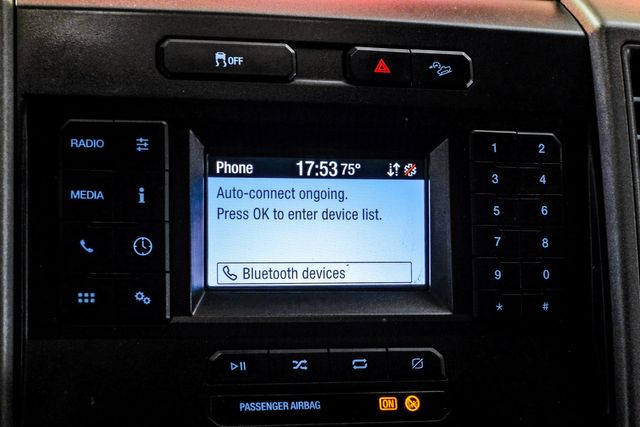 OFF
Phone 17:53 75°
RADIO
MEDIA
Auto-connect ongoing.
Press OK to enter device list.
Bluetooth devices
1 2
3 4
5 6
7 8
9 0
* #
PASSENGER AIRBAG ON